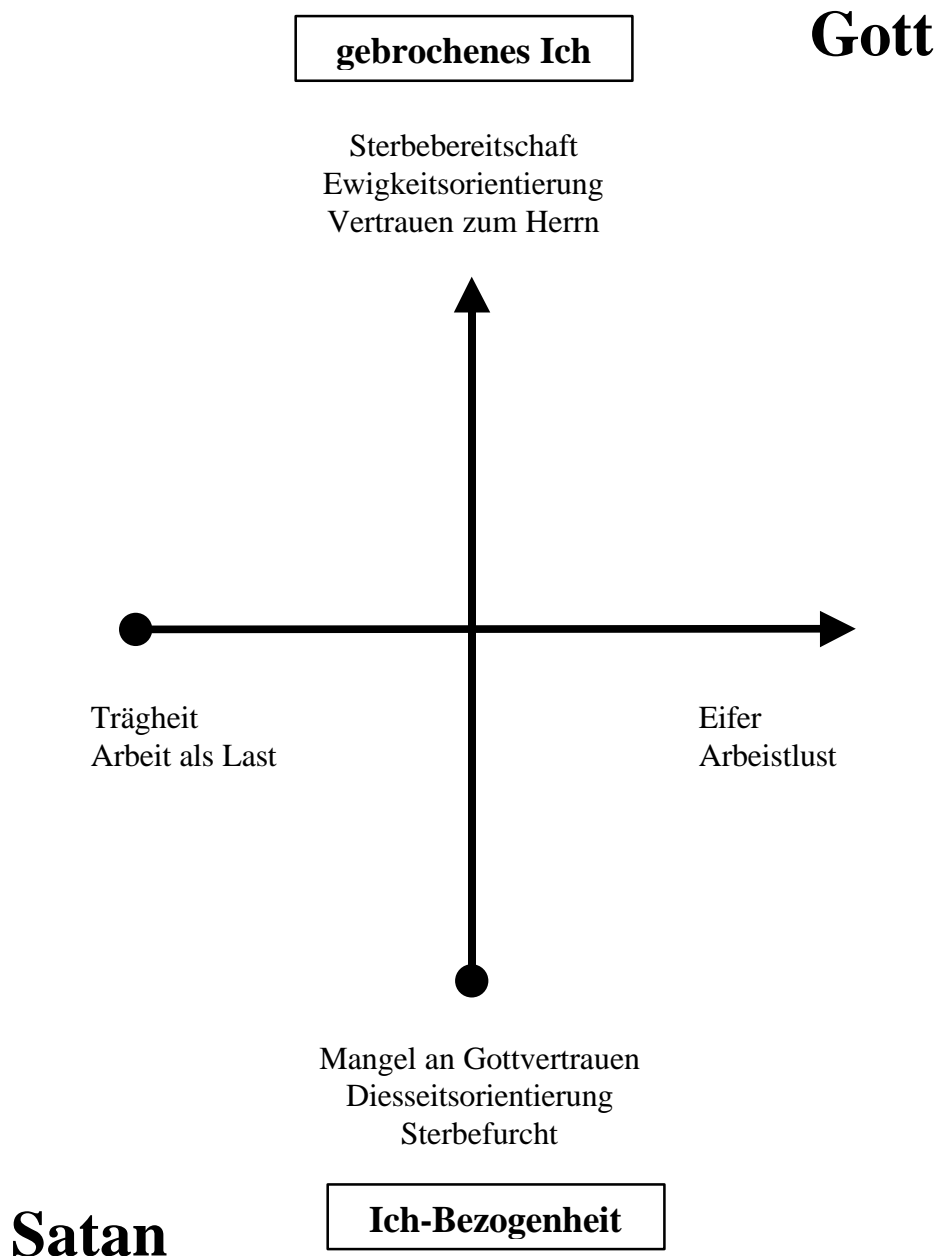 Gott
gebrochenes Ich
Sterbebereitschaft
Ewigkeitsorientierung
Vertrauen zum Herrn
Trägheit
Arbeit als Last
Eifer
Arbeistlust
Mangel an Gottvertrauen
Diesseitsorientierung
Sterbefurcht
Ich-Bezogenheit
Satan